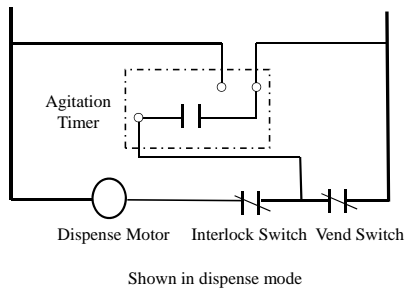 Agitation
Timer
Dispense Motor Interlock Switch Vend Switch
Shown in dispense mode